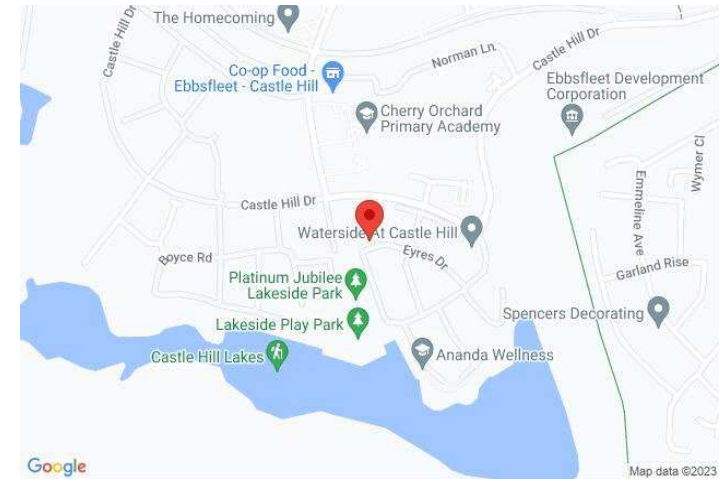 The Homecoming
Castle Hill Dr
Norman Ln
Castle Hill Dr
Co-op Food -
Ebbsfleet - Castle Hill
Ebbsfleet Development
Corporation
Cherry Orchard
Primary Academy
Wymer Cl
Emmeline Ave
Castle Hill Dr
Waterside At Castle Hill
Boyce Rd
Eyres Dr
Garland Rise
Platinum Jubilee
Lakeside Park
Lakeside Play Park
Spencers Decorating
Castle Hill Lakes
Ananda Wellness
Google
Map data ©2023